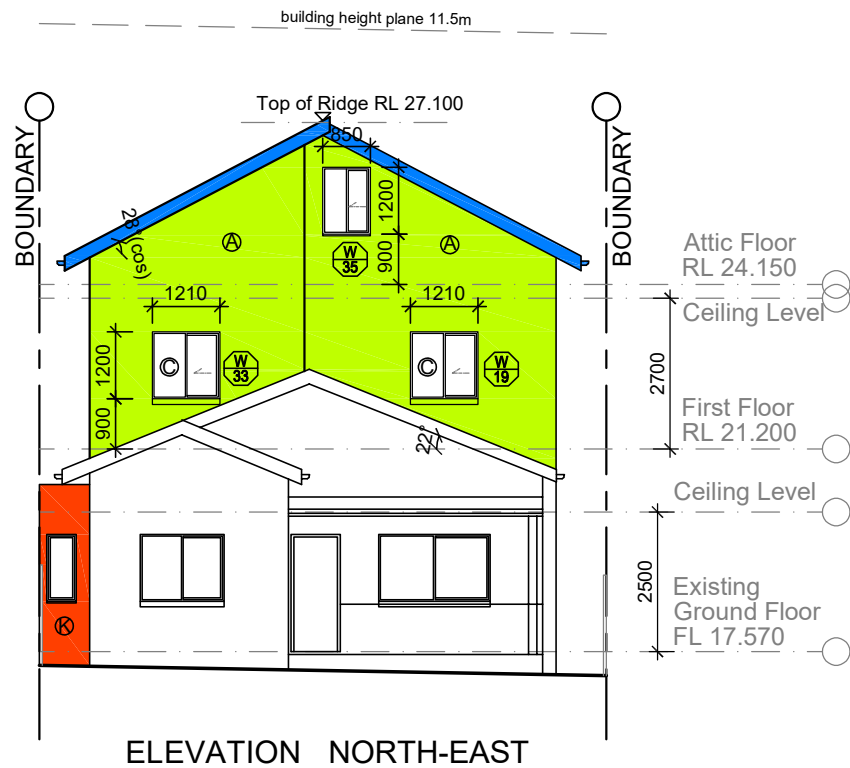 building height plane 11.5m
Top of Ridge RL 27.100
BOUNDARY
BOUNDARY
850
1200
900
28°(cos)
A
A
W
35
Attic Floor
RL 24.150
Ceiling Level
1210
1210
1200
900
C
W
33
C
W
19
2700
22°
First Floor
RL 21.200
Ceiling Level
2500
Existing
Ground Floor
FL 17.570
K
ELEVATION NORTH-EAST